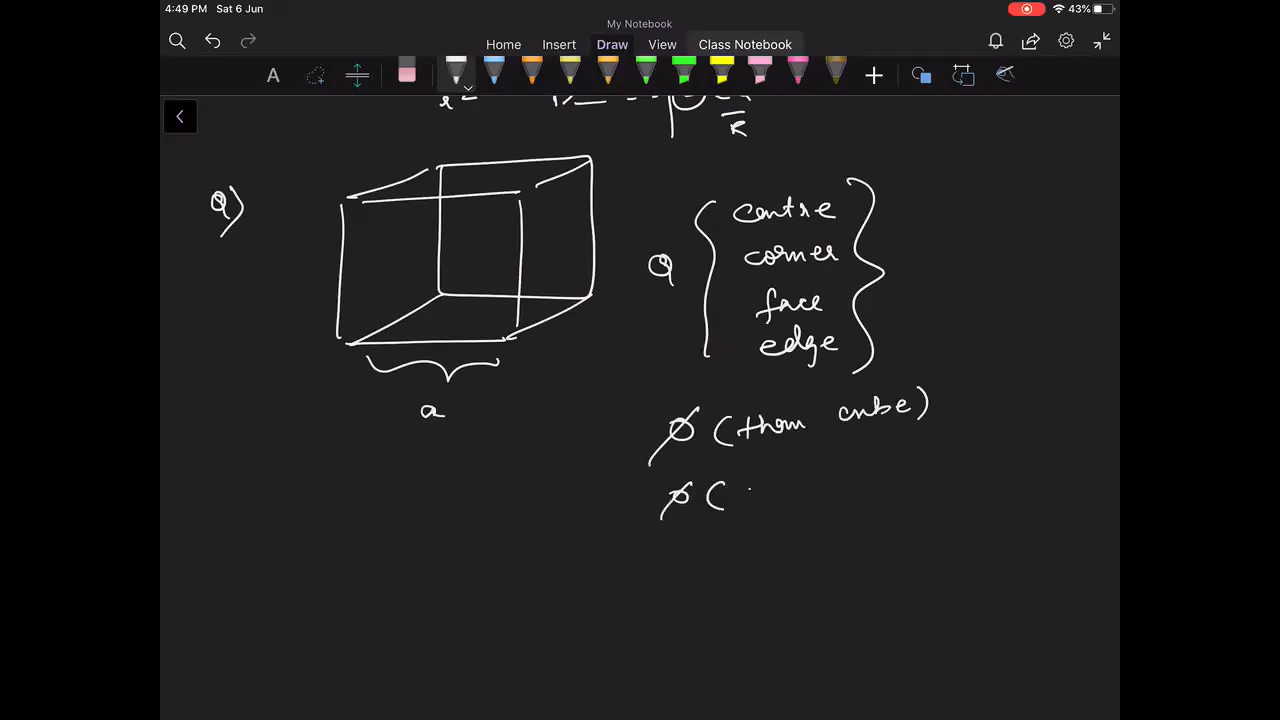 4:49 PM Sat 6 Jun
43%
My Notebook
Home Insert Draw View Class Notebook
A
R
Q)
Q
centre
corner
face
edge
a
ϕ (thom cube)
ϕ (